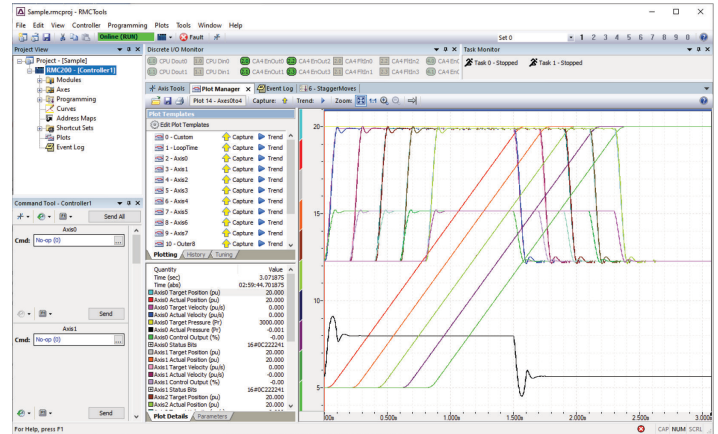 Sample.rmcproj - RMCTools
File Edit View Controller Programming Plots Tools Window Help
Online (RUN) Fault Set 0 1 2 3 4 5 6 7 8 9 0
Project View
Project - [Sample]
RMC200 - [Controller1]
Modules
Axes
Programming
Curves
Address Maps
Shortcut Sets
Plots
Event Log
Discrete I/O Monitor
CPU Dout0 CPU Din0 CA4 EnOut0 CA4 EnOut2 CA4 FltIn0 CA4 FltIn2
CPU Dout1 CPU Din1 CA4 EnOut1 CA4 EnOut3 CA4 FltIn1 CA4 FltIn3
Task Monitor
Task 0 - Stopped Task 1 - Stopped
Axis Tools Plot Manager Event Log 6 - StaggerMoves
Plot 14 - Axes0to4 Capture: Trend: Zoom: 1:1
Plot Templates
Edit Plot Templates
0 - Custom Capture Trend
1 - LoopTime Capture Trend
2 - Axis0 Capture Trend
3 - Axis1 Capture Trend
4 - Axis2 Capture Trend
5 - Axis3 Capture Trend
6 - Axis4 Capture Trend
7 - Axis5 Capture Trend
8 - Axis6 Capture Trend
9 - Axis7 Capture Trend
10 - Outer8 Capture Trend
Plotting History Tuning
Quantity Value
Time (sec) 3.071875
Time (abs) 02:59:44.701875
Axis0 Target Position (pu) 20.000
Axis0 Actual Position (pu) 20.000
Axis0 Target Velocity (pu/s) 0.000
Axis0 Actual Velocity (pu/s) 0.000
Axis0 Target Pressure (Pr) 3000.000
Axis0 Actual Pressure (Pr) -0.001
Axis0 Control Output (%) -0.00
Axis0 Status Bits 16#0C222241
Axis1 Target Position (pu) 20.000
Axis1 Actual Position (pu) 20.000
Axis1 Target Velocity (pu/s) 0.000
Axis1 Actual Velocity (pu/s) -0.000
Axis1 Control Output (%) -0.00
Axis1 Status Bits 16#0C222241
Axis2 Target Position (pu) 20.000
Axis2 Actual Position (pu) 20.000
Plot Details Parameters
Command Tool - Controller1
Send All
Axis0
Cmd: No-op (0)
Send
Axis1
Cmd: No-op (0)
Send
20
15
10
5
0.500s 1.000s 1.500s 2.000s 2.500s 3.0
For Help, press F1 CAP NUM SCRL